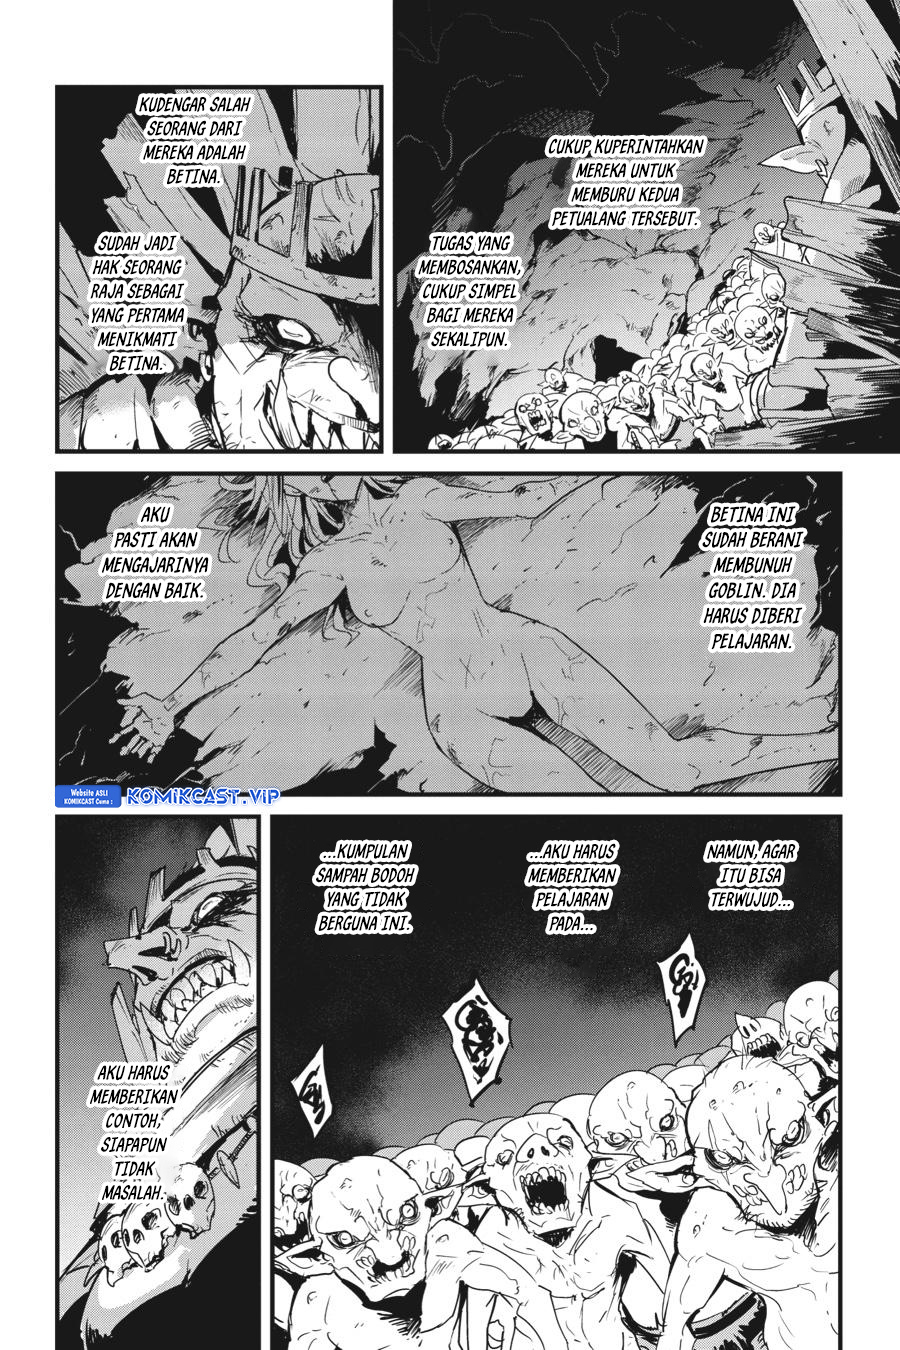 CUKUP KUPERINTAHKAN
MEREKA UNTUK
MEMBURU KEDUA
PETUALANG TERSEBUT.
TUGAS YANG
MEMBOSANKAN,
CUKUP SIMPEL
BAGI MEREKA
SEKALIPUN.
KUDENGAR SALAH
SEORANG DARI
MEREKA ADALAH
BETINA.
SUDAH JADI
HAK SEORANG
RAJA SEBAGAI
YANG PERTAMA
MENIKMATI
BETINA.
BETINA INI
SUDAH BERANI
MEMBUNUH
GOBLIN. DIA
HARUS DIBERI
PELAJARAN.
AKU
PASTI AKAN
MENGAJARINYA
DENGAN BAIK.
Website ASLI
KOMIKCAST Cuma :
KOMIKCAST.VIP
NAMUN, AGAR
ITU BISA
TERWUJUD...
...AKU HARUS
MEMBERIKAN
PELAJARAN
PADA...
...KUMPULAN
SAMPAH BODOH
YANG TIDAK
BERGUNA INI.
AKU HARUS
MEMBERIKAN
CONTOH,
SIAPAPUN
TIDAK
MASALAH.